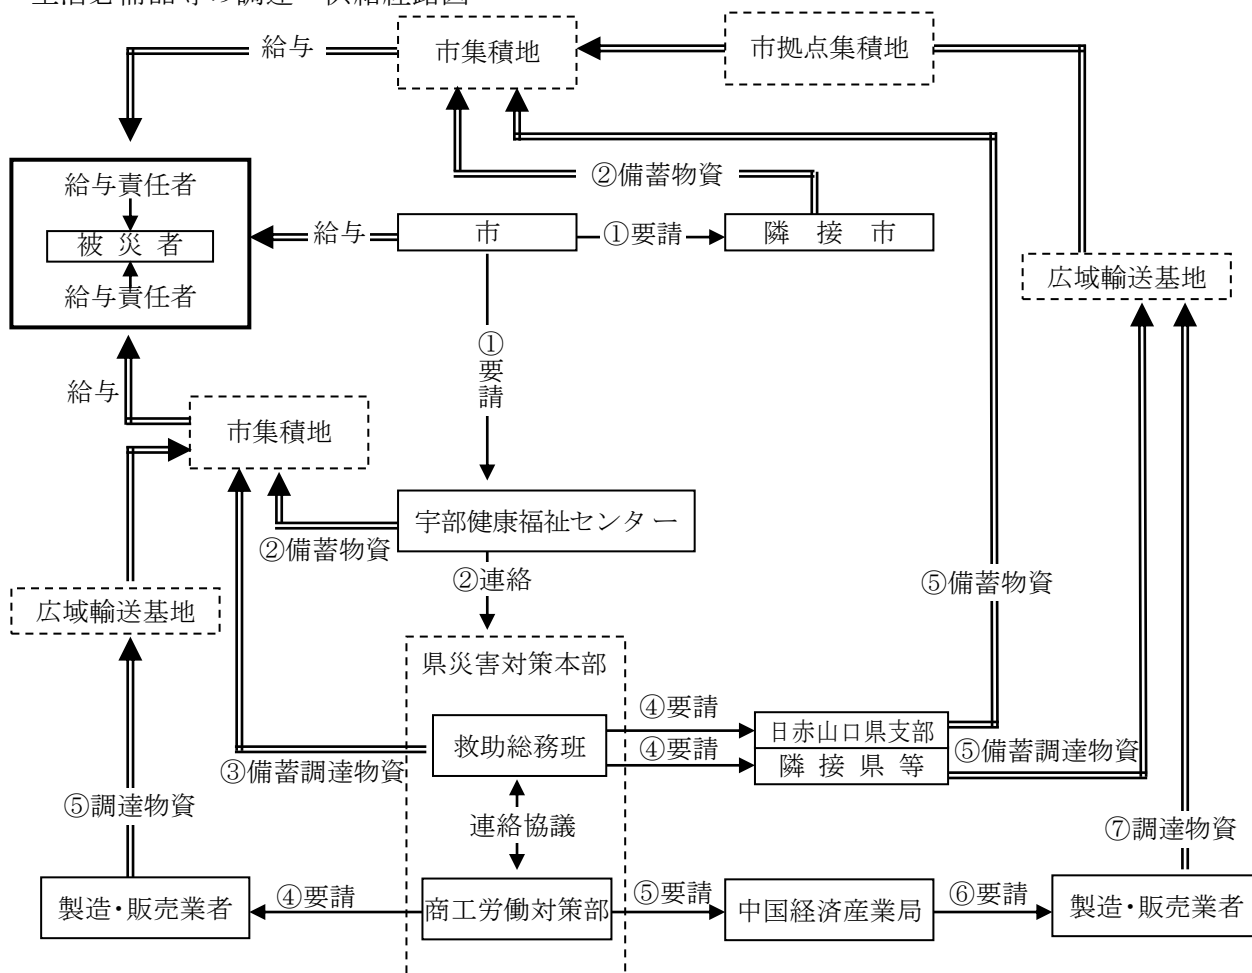 生活必需品等の調達・供給経路図
給与
市集積地
市拠点集積地
②備蓄物資
給与責任者
被災者
給与責任者
給与
市
①要請
隣接市
広域輸送基地
①要請
給与
市集積地
宇部健康福祉センター
②備蓄物資
②連絡
⑤備蓄物資
広域輸送基地
県災害対策本部
④要請
救助総務班
日赤山口県支部
④要請
隣接県等
⑤備蓄調達物資
③備蓄調達物資
⑤調達物資
連絡協議
⑦調達物資
製造・販売業者
④要請
商工労働対策部
⑤要請
中国経済産業局
⑥要請
製造・販売業者